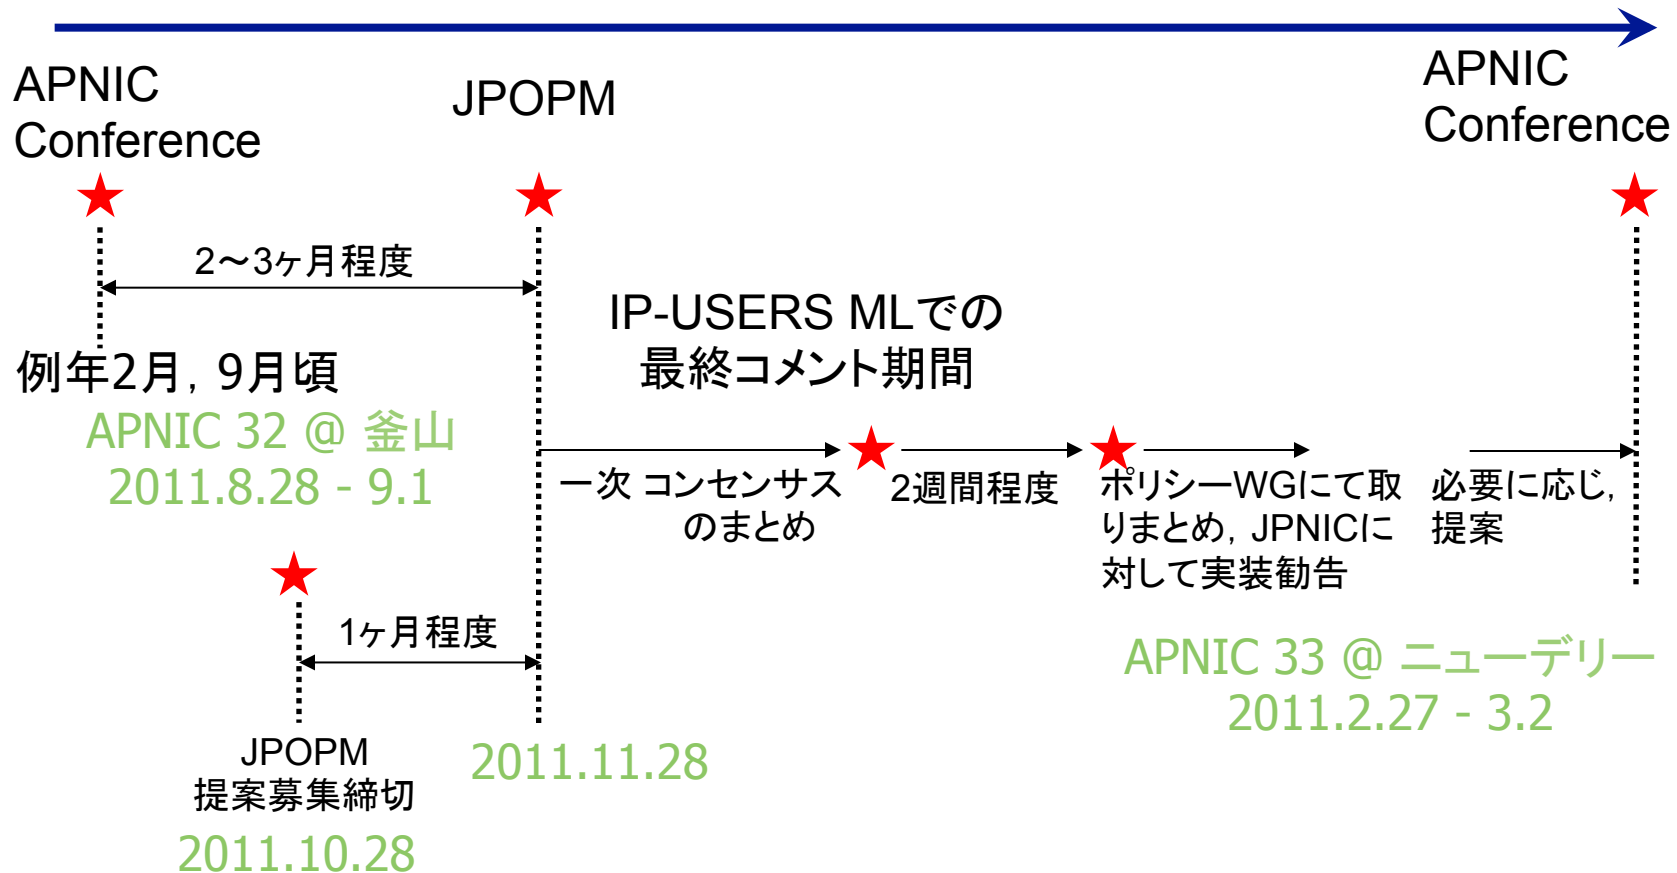 APNIC
Conference
JPOPM
APNIC
Conference
2〜3ヶ月程度
例年2月, 9月頃
APNIC 32 @ 釜山
2011.8.28 - 9.1
IP-USERS MLでの
最終コメント期間
一次 コンセンサス
のまとめ
2週間程度
ポリシーWGにて取
りまとめ, JPNICに
対して実装勧告
必要に応じ,
提案
1ヶ月程度
JPOPM
提案募集締切
2011.10.28
2011.11.28
APNIC 33 @ ニューデリー
2011.2.27 - 3.2